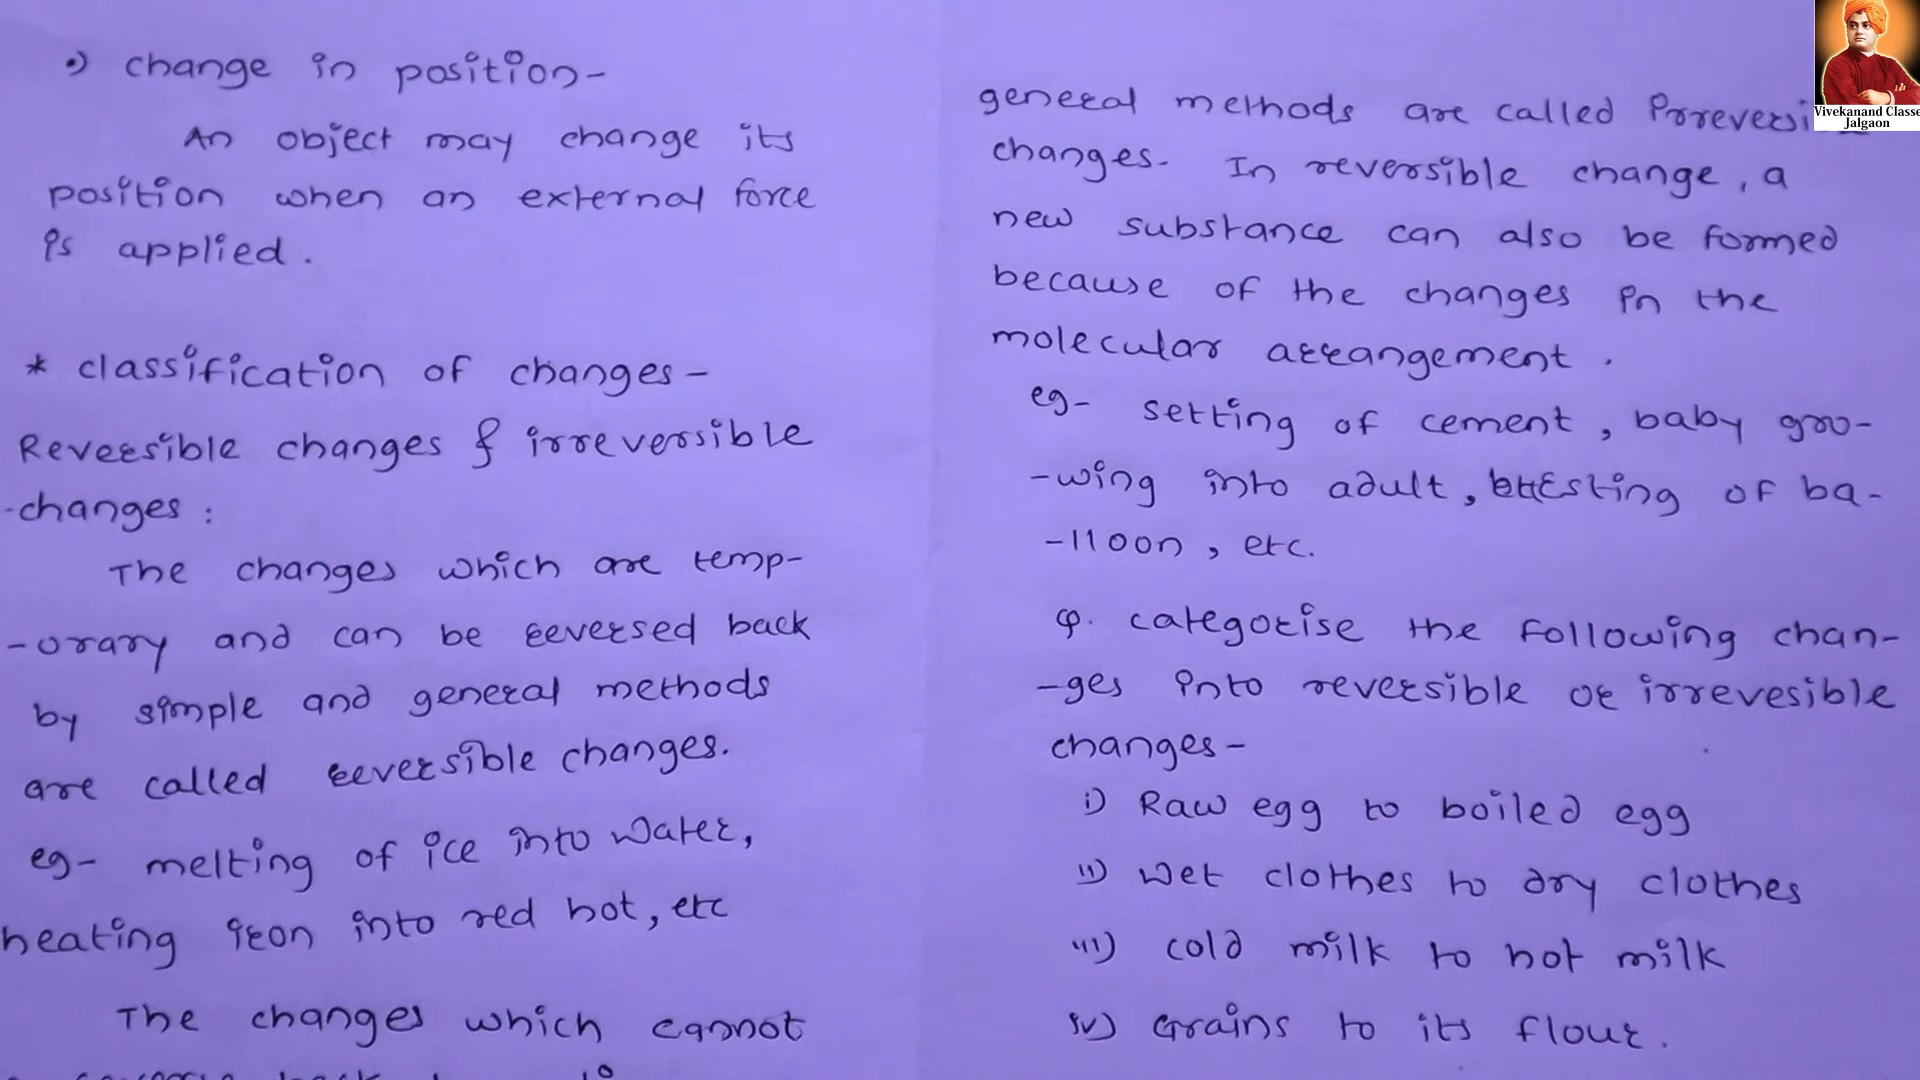 •) change in position-
An object may change its
position when an external force
is applied.
* classification of changes-
Reversible changes & irreversible
-changes :
The changes which are temp-
-orary and can be reversed back
by simple and general methods
are called reversible changes.
eg- melting of ice into water,
heating iron into red hot, etc
The changes which cannot
general methods are called
changes. In reversible change, a
new substance can also be formed
because of the changes in the
molecular arrangement.
eg- setting of cement, baby gro-
-wing into adult, of ba-
-lloon, etc.
Q. categorise the following chan-
-ges into reversible or irrevesible
changes-
i) Raw egg to boiled egg
ii) Wet clothes to dry clothes
iii) cold milk to hot milk
iv) Grains to its flour.
Vivekanand Classe
Jalgaon